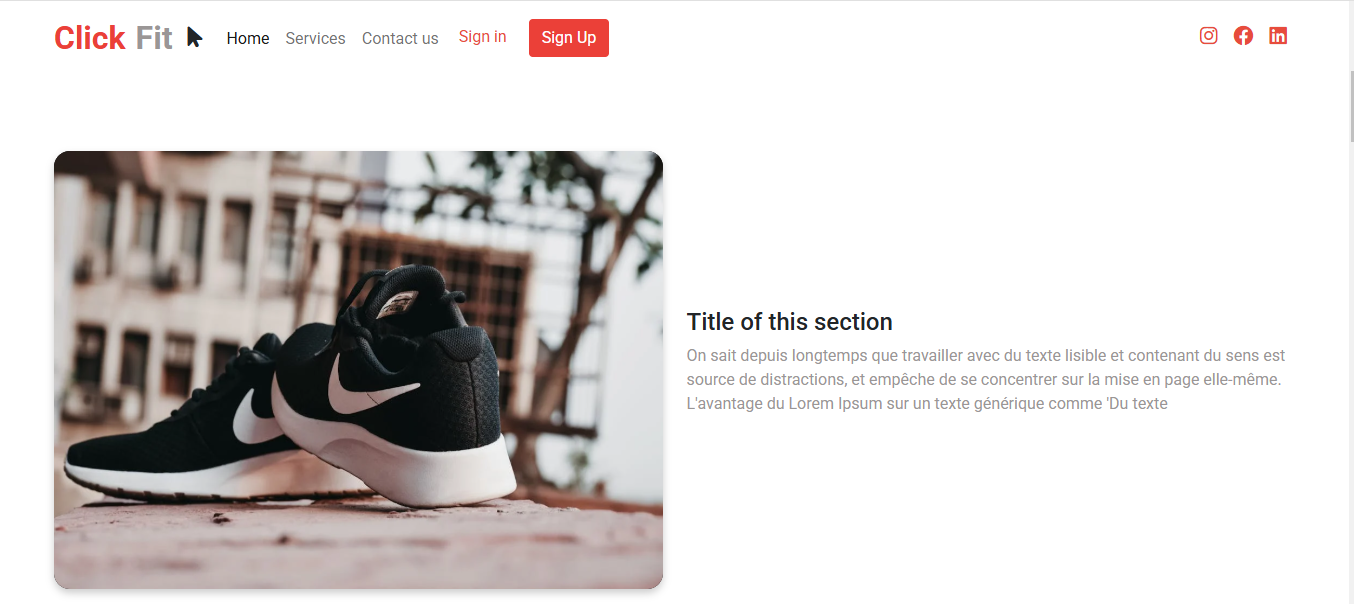 Click Fit
Home Services Contact us Sign in Sign Up
Title of this section
On sait depuis longtemps que travailler avec du texte lisible et contenant du sens est
source de distractions, et empêche de se concentrer sur la mise en page elle-même.
L'avantage du Lorem Ipsum sur un texte générique comme 'Du texte